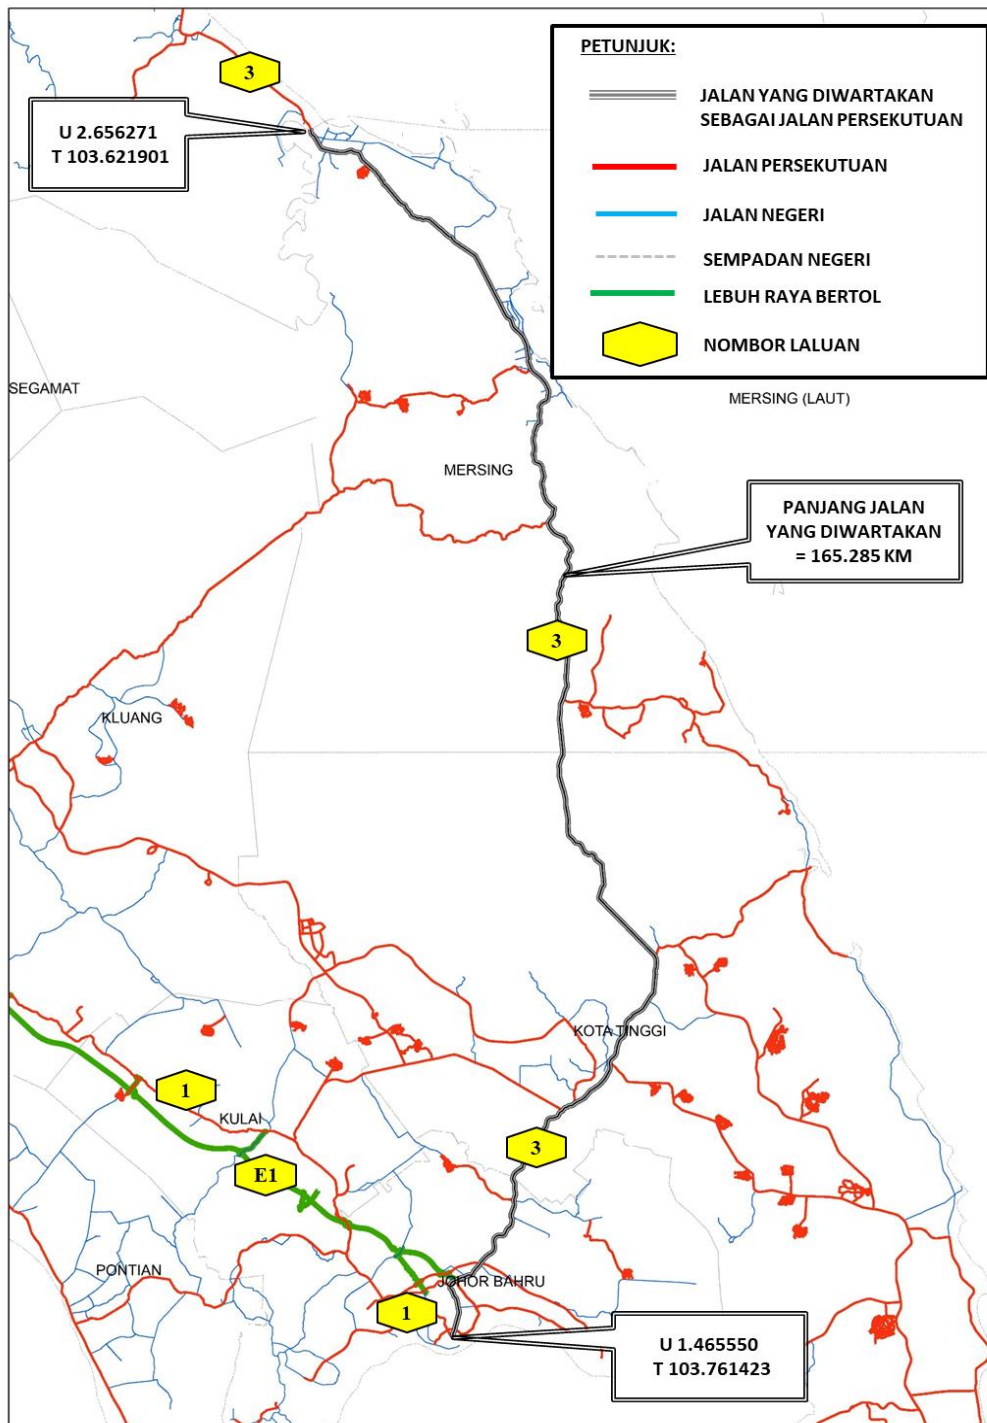 3
U 2.656271
T 103.621901
PETUNJUK:
JALAN YANG DIWARTAKAN
SEBAGAI JALAN PERSEKUTUAN
JALAN PERSEKUTUAN
JALAN NEGERI
SEMPADAN NEGERI
LEBUH RAYA BERTOL
NOMBOR LALUAN
SEGAMAT
MERSING (LAUT)
MERSING
PANJANG JALAN
YANG DIWARTAKAN
= 165.285 KM
3
KLUANG
KOTA TINGGI
1
KULAI
3
E1
PONTIAN
JOHOR BAHRU
1
U 1.465550
T 103.761423